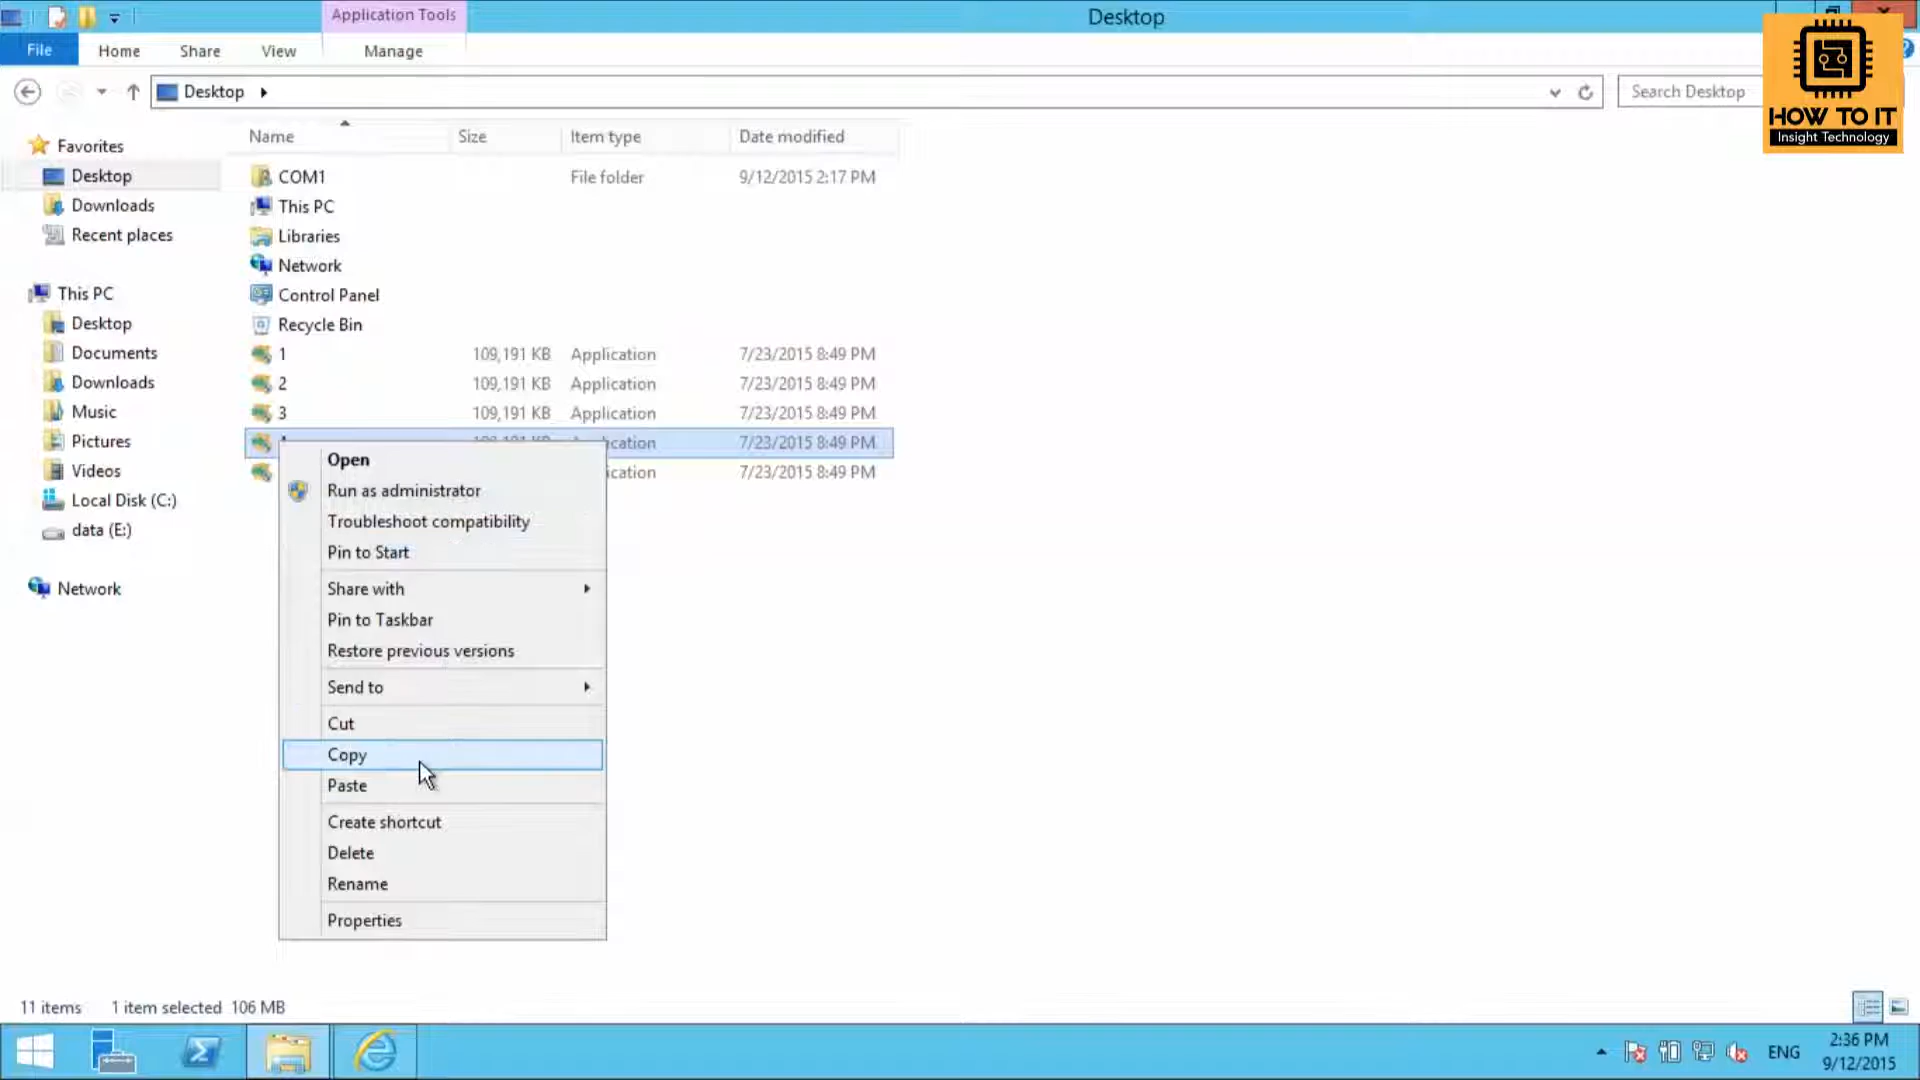 Application Tools
Desktop
File
Home
Share
View
Manage
Desktop
Search Desktop
HOW TO IT
Insight Technology
Name
Size
Item type
Date modified
Favorites
Desktop
Downloads
Recent places
This PC
Desktop
Documents
Downloads
Music
Pictures
Videos
Local Disk (C:)
data (E:)
Network
COM1 File folder 9/12/2015 2:17 PM
This PC
Libraries
Network
Control Panel
Recycle Bin
1 109,191 KB Application 7/23/2015 8:49 PM
2 109,191 KB Application 7/23/2015 8:49 PM
3 109,191 KB Application 7/23/2015 8:49 PM
7/23/2015 8:49 PM
7/23/2015 8:49 PM
Open
Run as administrator
Troubleshoot compatibility
Pin to Start
Share with
Pin to Taskbar
Restore previous versions
Send to
Cut
Copy
Paste
Create shortcut
Delete
Rename
Properties
11 items 1 item selected 106 MB
ENG
2:36 PM
9/12/2015